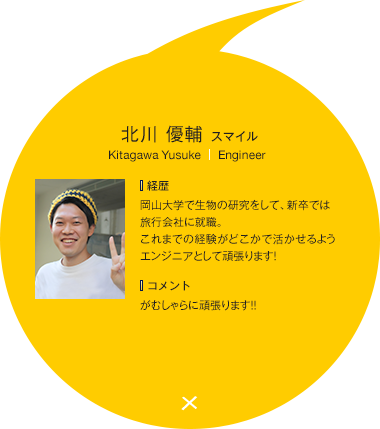 北川 優輔 スマイル
Kitagawa Yusuke | Engineer
経歴
岡山大学で生物の研究をして、新卒では
旅行会社に就職。
これまでの経験がどこかで活かせるよう
エンジニアとして頑張ります!
コメント
がむしゃらに頑張ります!!